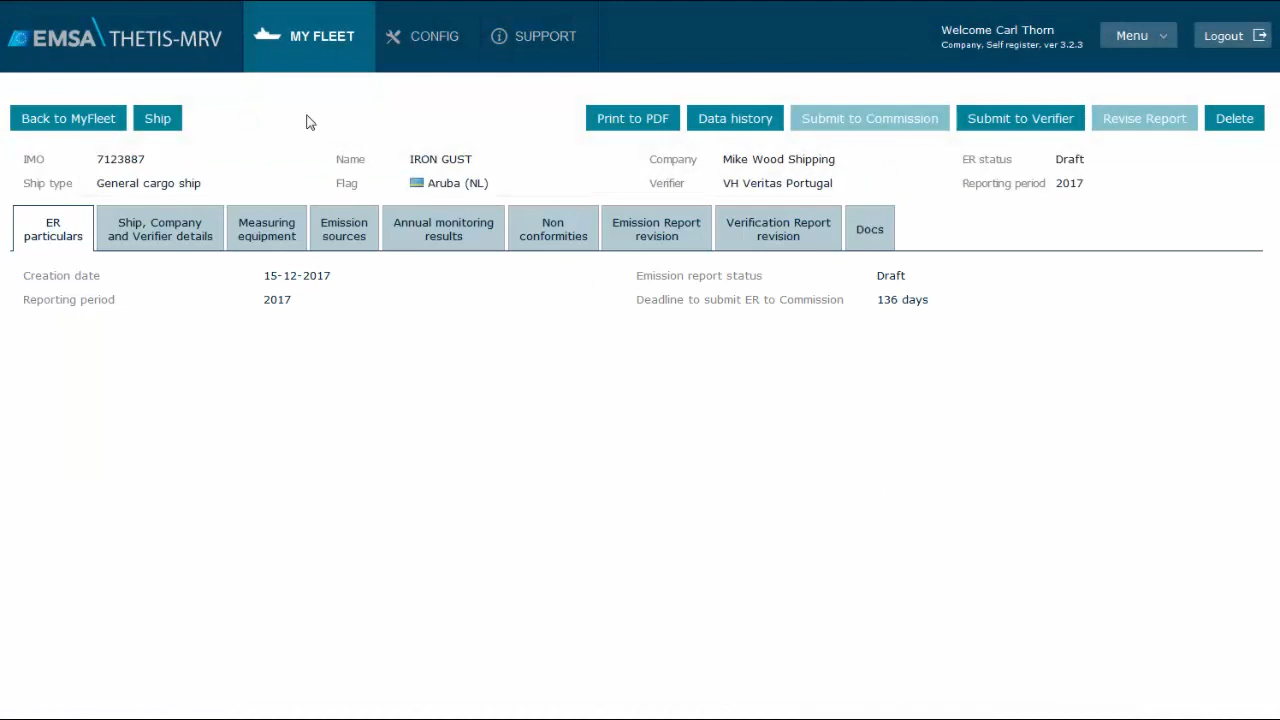 EMSA THETIS-MRV
MY FLEET
CONFIG
SUPPORT
Welcome Carl Thorn
Company, Self register, ver 3.2.3
Menu
Logout
Back to MyFleet
Ship
Print to PDF
Data history
Submit to Commission
Submit to Verifier
Revise Report
Delete
IMO 7123887
Name IRON GUST
Company Mike Wood Shipping
ER status Draft
Ship type General cargo ship
Flag Aruba (NL)
Verifier VH Veritas Portugal
Reporting period 2017
ER
particulars
Ship, Company
and Verifier details
Measuring
equipment
Emission
sources
Annual monitoring
results
Non
conformities
Emission Report
revision
Verification Report
revision
Docs
Creation date 15-12-2017
Emission report status Draft
Reporting period 2017
Deadline to submit ER to Commission 136 days